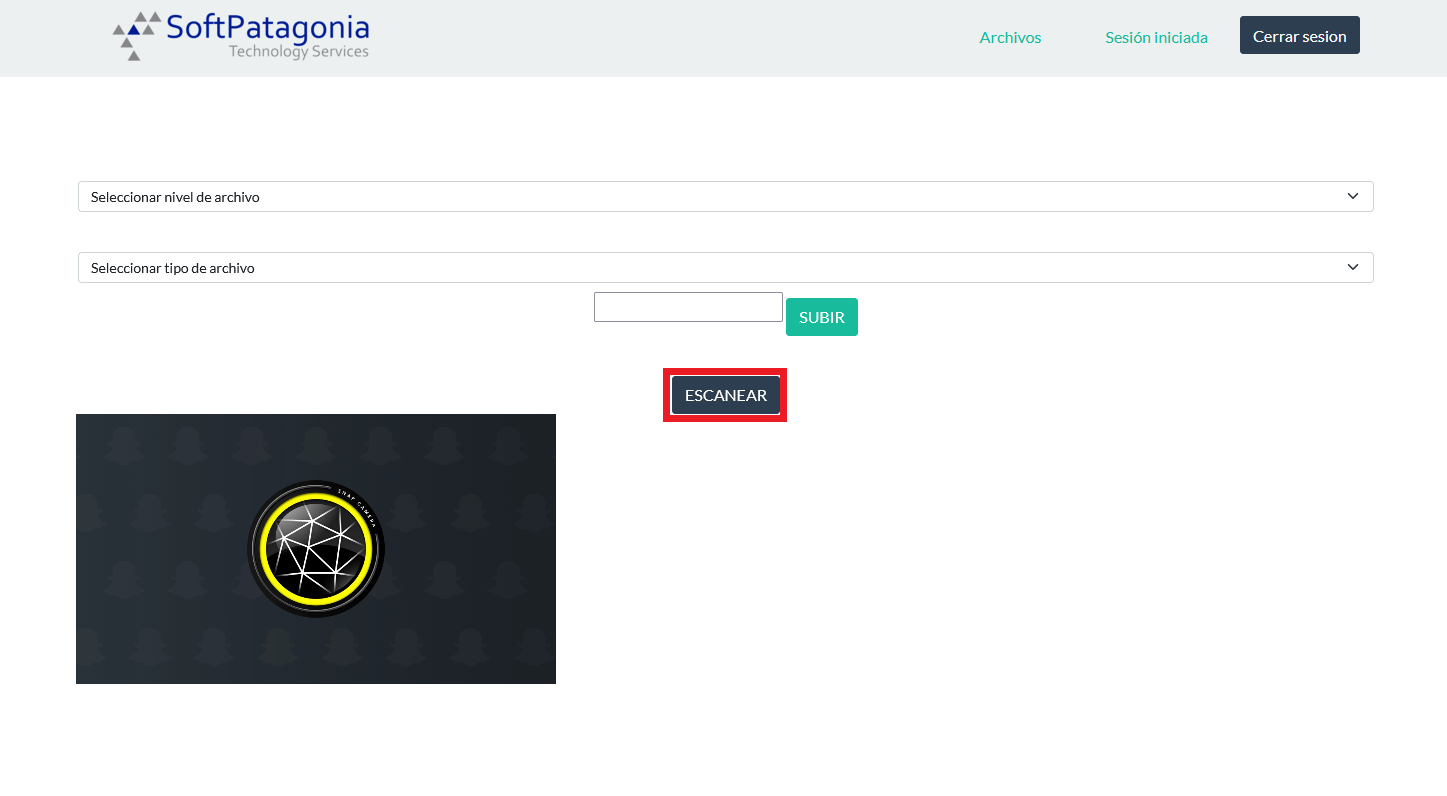 SoftPatagonia
Technology Services
Archivos
Sesión iniciada
Cerrar sesion
Seleccionar nivel de archivo
Seleccionar tipo de archivo
SUBIR
ESCANEAR
SNAP CAMERA